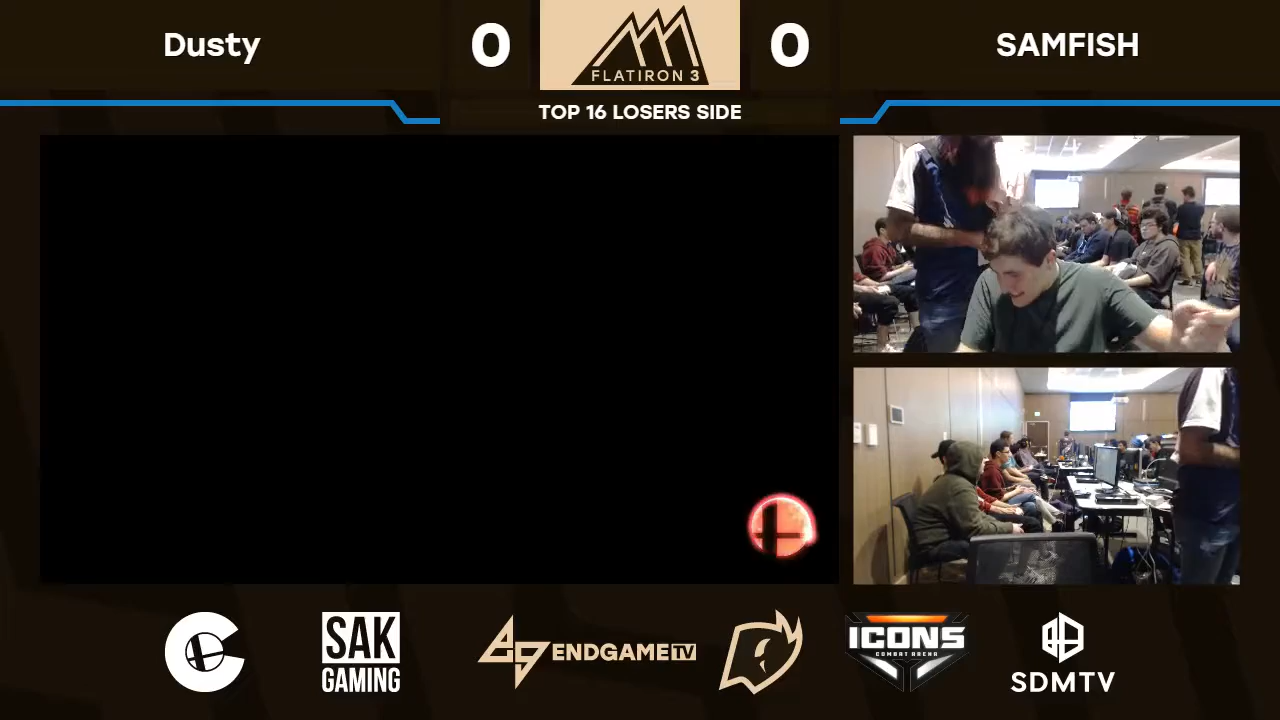 Dusty
0
FLATIRON 3
0
SAMFISH
TOP 16 LOSERS SIDE
SAK
GAMING
ENDGAMETV
ICONS
COMBAT ARENA
SDMTV